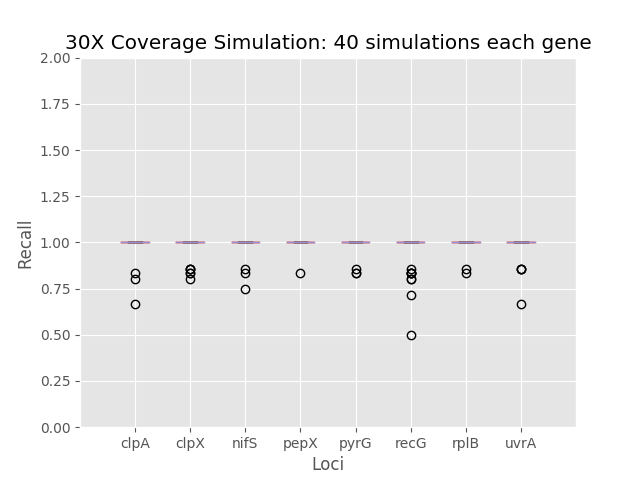 30X Coverage Simulation: 40 simulations each gene
2.00
1.75
1.50
1.25
1.00
0.75
0.50
0.25
0.00
Recall
clpA clpX nifS pepX pyrG recG rplB uvrA
Loci